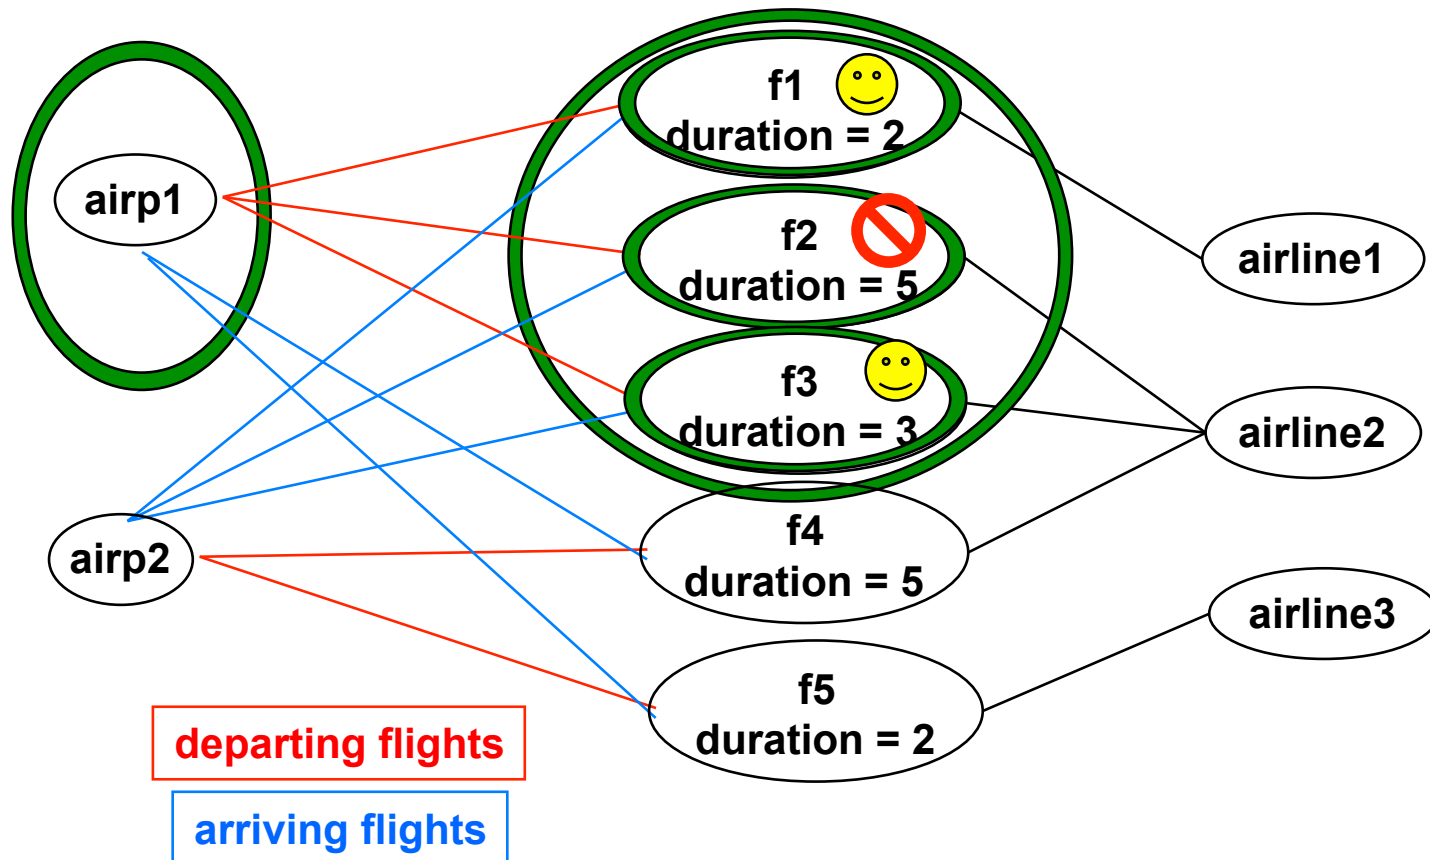 f1
duration = 2
airp1
f2
duration = 5
airline1
f3
duration = 3
airline2
f4
duration = 5
airp2
airline3
f5
duration = 2
departing flights
arriving flights